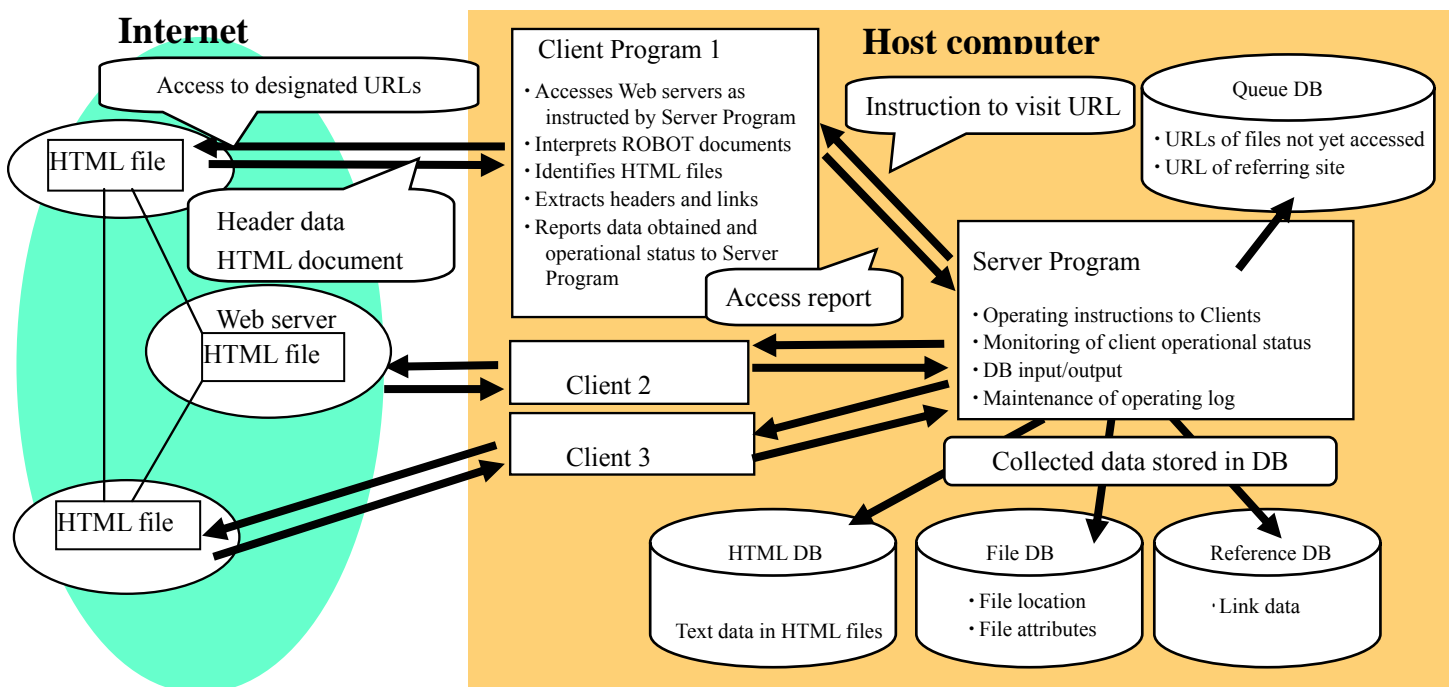 Internet
Access to designated URLs
HTML file
Header data
HTML document
Web server
HTML file
HTML file
Host computer
Client Program 1
・Accesses Web servers as
instructed by Server Program
・Interprets ROBOT documents
・Identifies HTML files
・Extracts headers and links
・Reports data obtained and
operational status to Server
Program
Instruction to visit URL
Access report
Queue DB
・URLs of files not yet accessed
・URL of referring site
Server Program
・Operating instructions to Clients
・Monitoring of client operational status
・DB input/output
・Maintenance of operating log
Client 2
Client 3
Collected data stored in DB
HTML DB
Text data in HTML files
File DB
・File location
・File attributes
Reference DB
・Link data